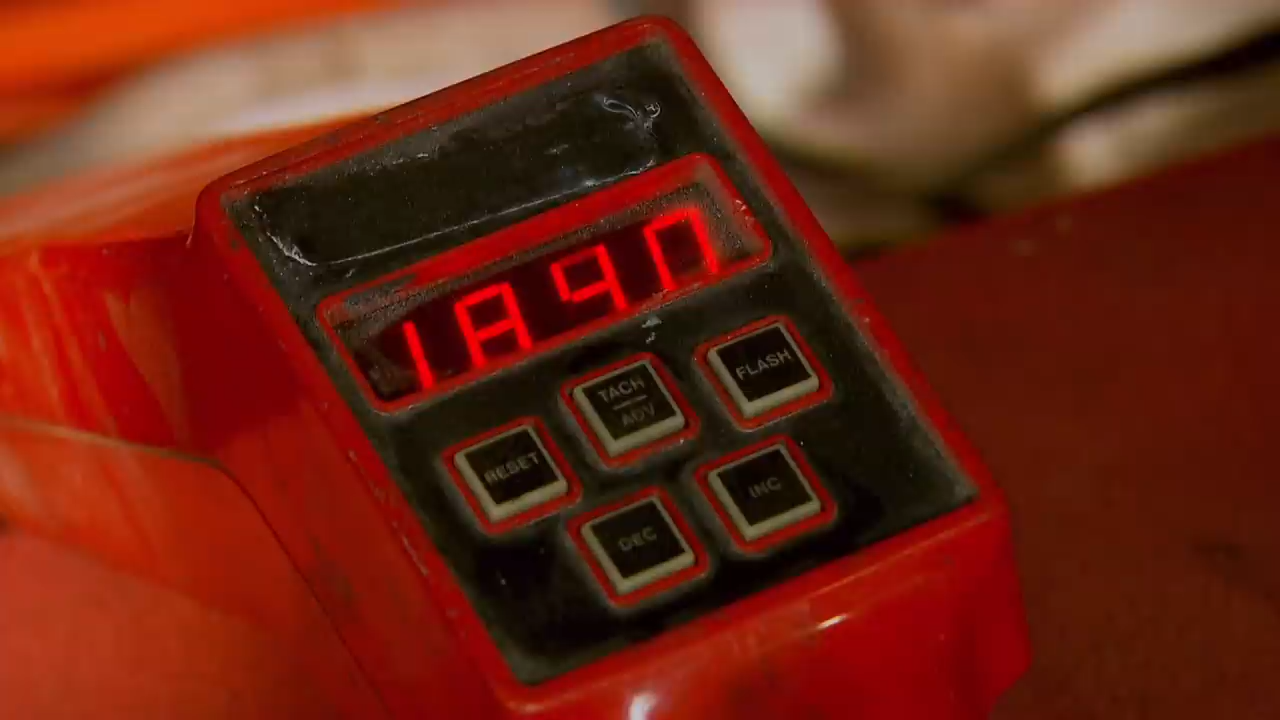 1890
TACH
ADV
FLASH
RESET
INC
DEC